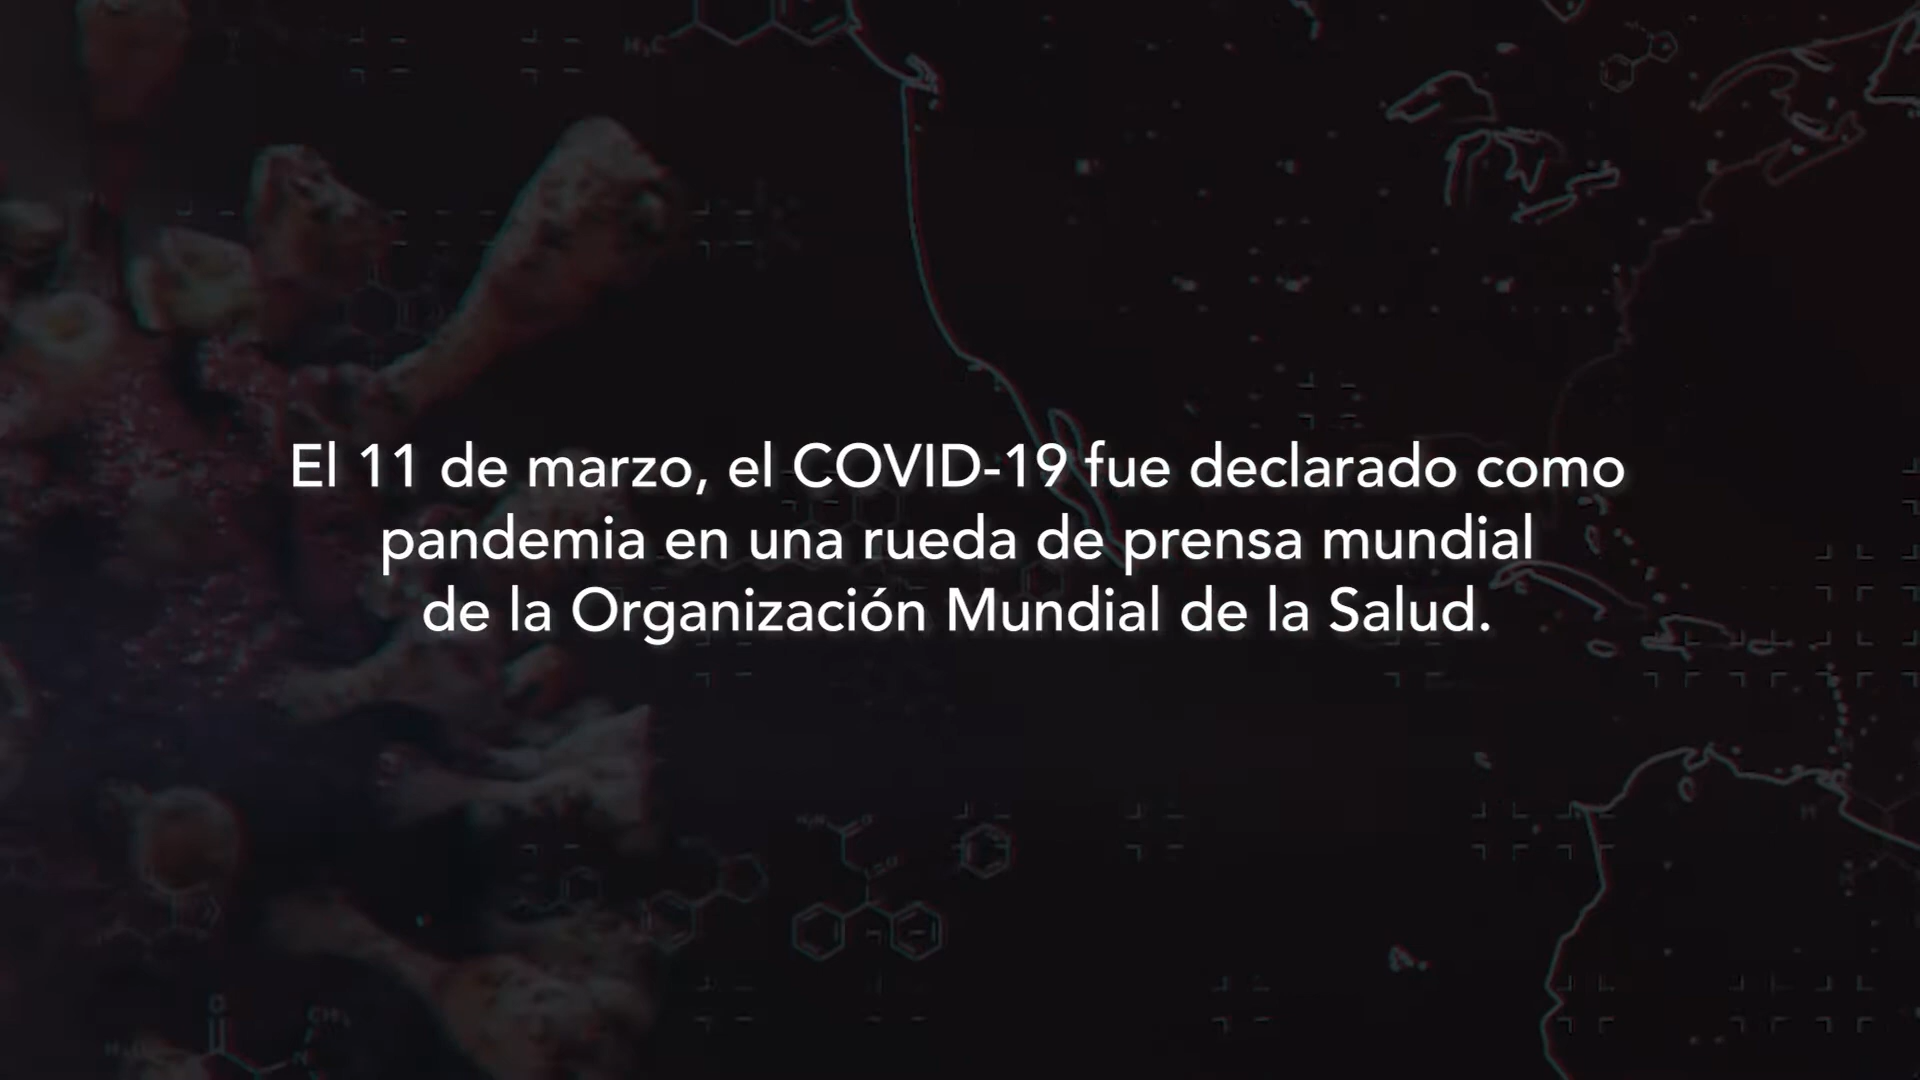 El 11 de marzo, el COVID-19 fue declarado como
pandemia en una rueda de prensa mundial
de la Organización Mundial de la Salud.